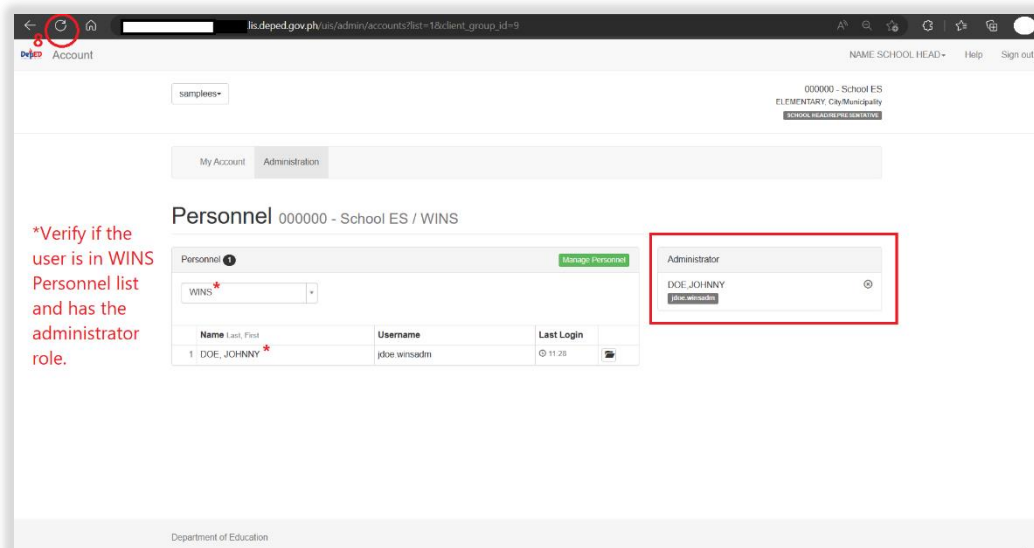 lis.deped.gov.ph/uis/admin/accounts?list=1&client_group_id=9
8
DepED Account
NAME SCHOOL HEAD
Help
Sign out
samplees
000000 - School ES
ELEMENTARY, City/Municipality
SCHOOL HEAD/REPRESENTATIVE
My Account
Administration
Personnel 000000 - School ES / WINS
*Verify if the
user is in WINS
Personnel list
and has the
administrator
role.
Personnel 1
Manage Personnel
WINS*
Name Last, First
Username
Last Login
1 DOE, JOHNNY *
jdoe.winsadm
11:28
Administrator
DOE,JOHNNY
jdoe.winsadm
Department of Education